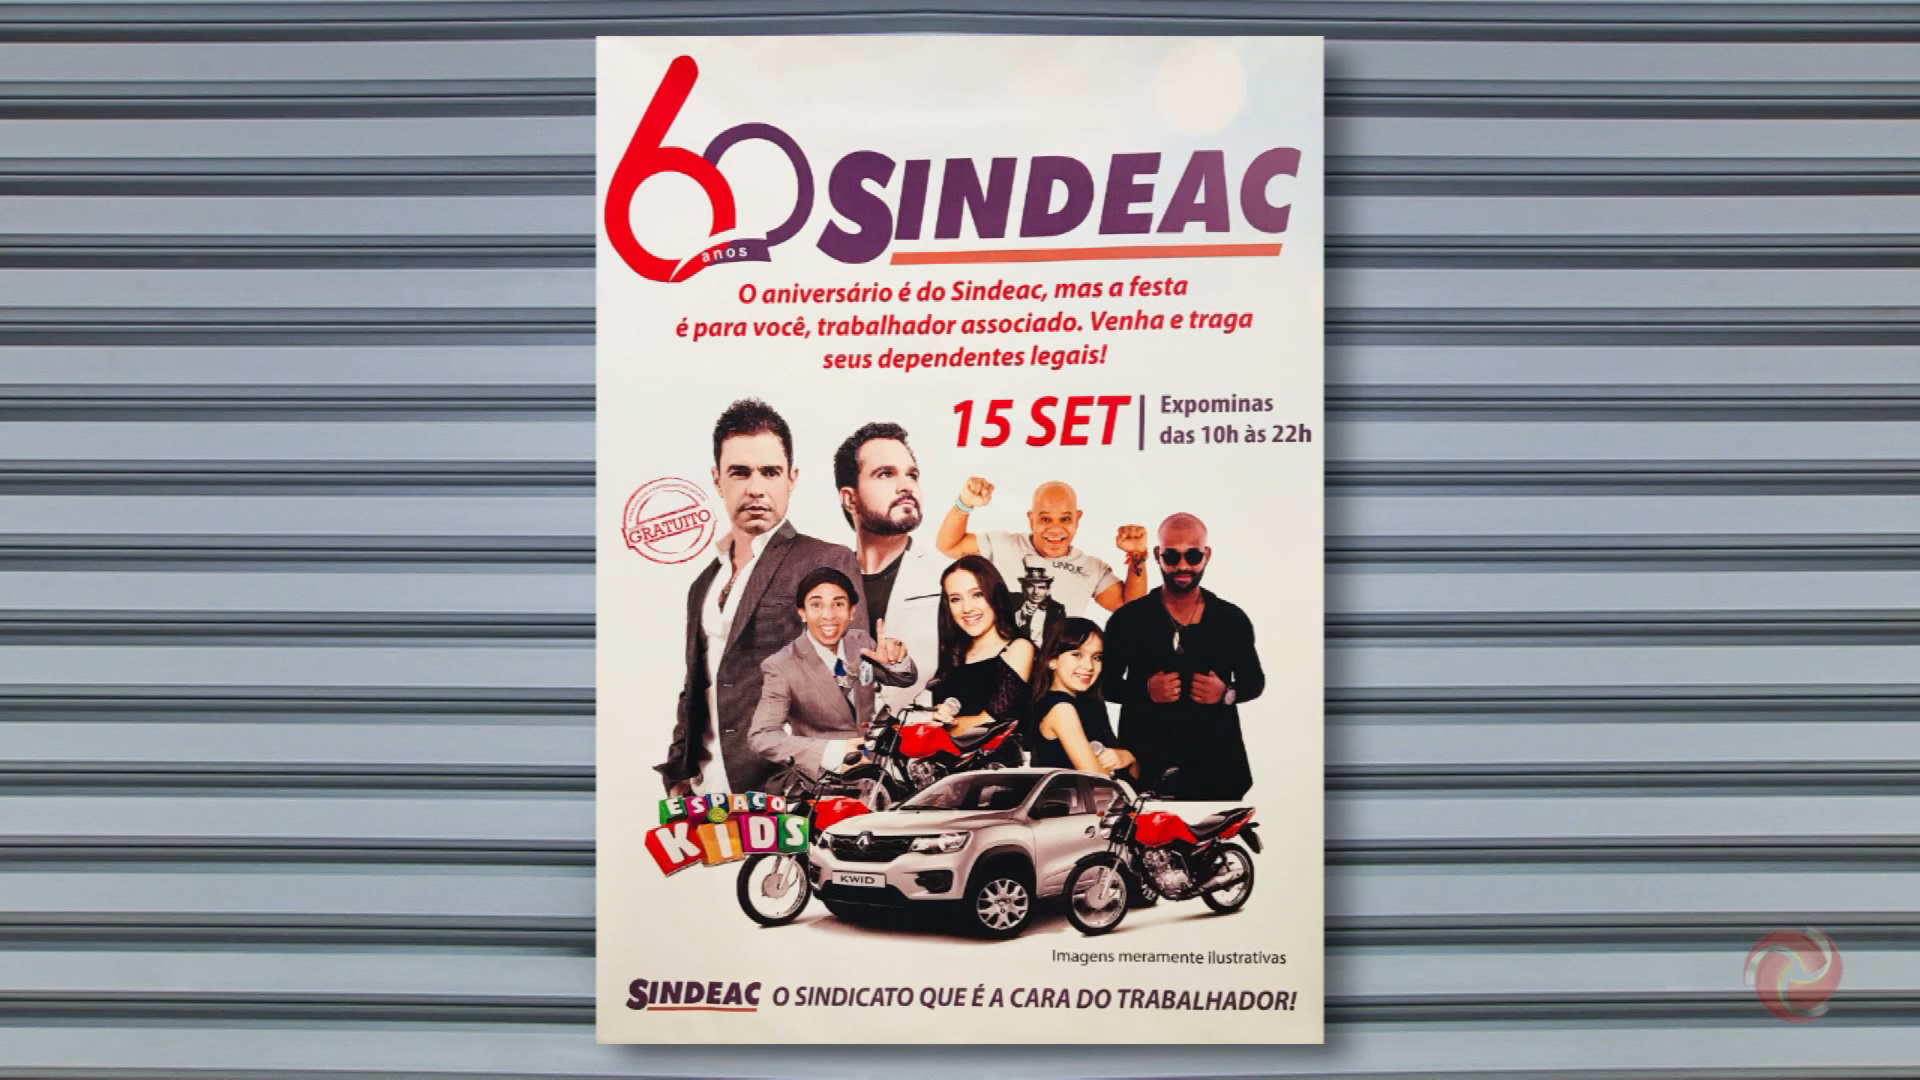 60 SINDEAC
anos
O aniversário é do Sindeac, mas a festa
é para você, trabalhador associado. Venha e traga
seus dependentes legais!
15 SET
Expominas
das 10h às 22h
GRATUITO
UNIQUE
ESPAÇO
KiDS
KWID
Imagens meramente ilustrativas
SINDEAC O SINDICATO QUE É A CARA DO TRABALHADOR!